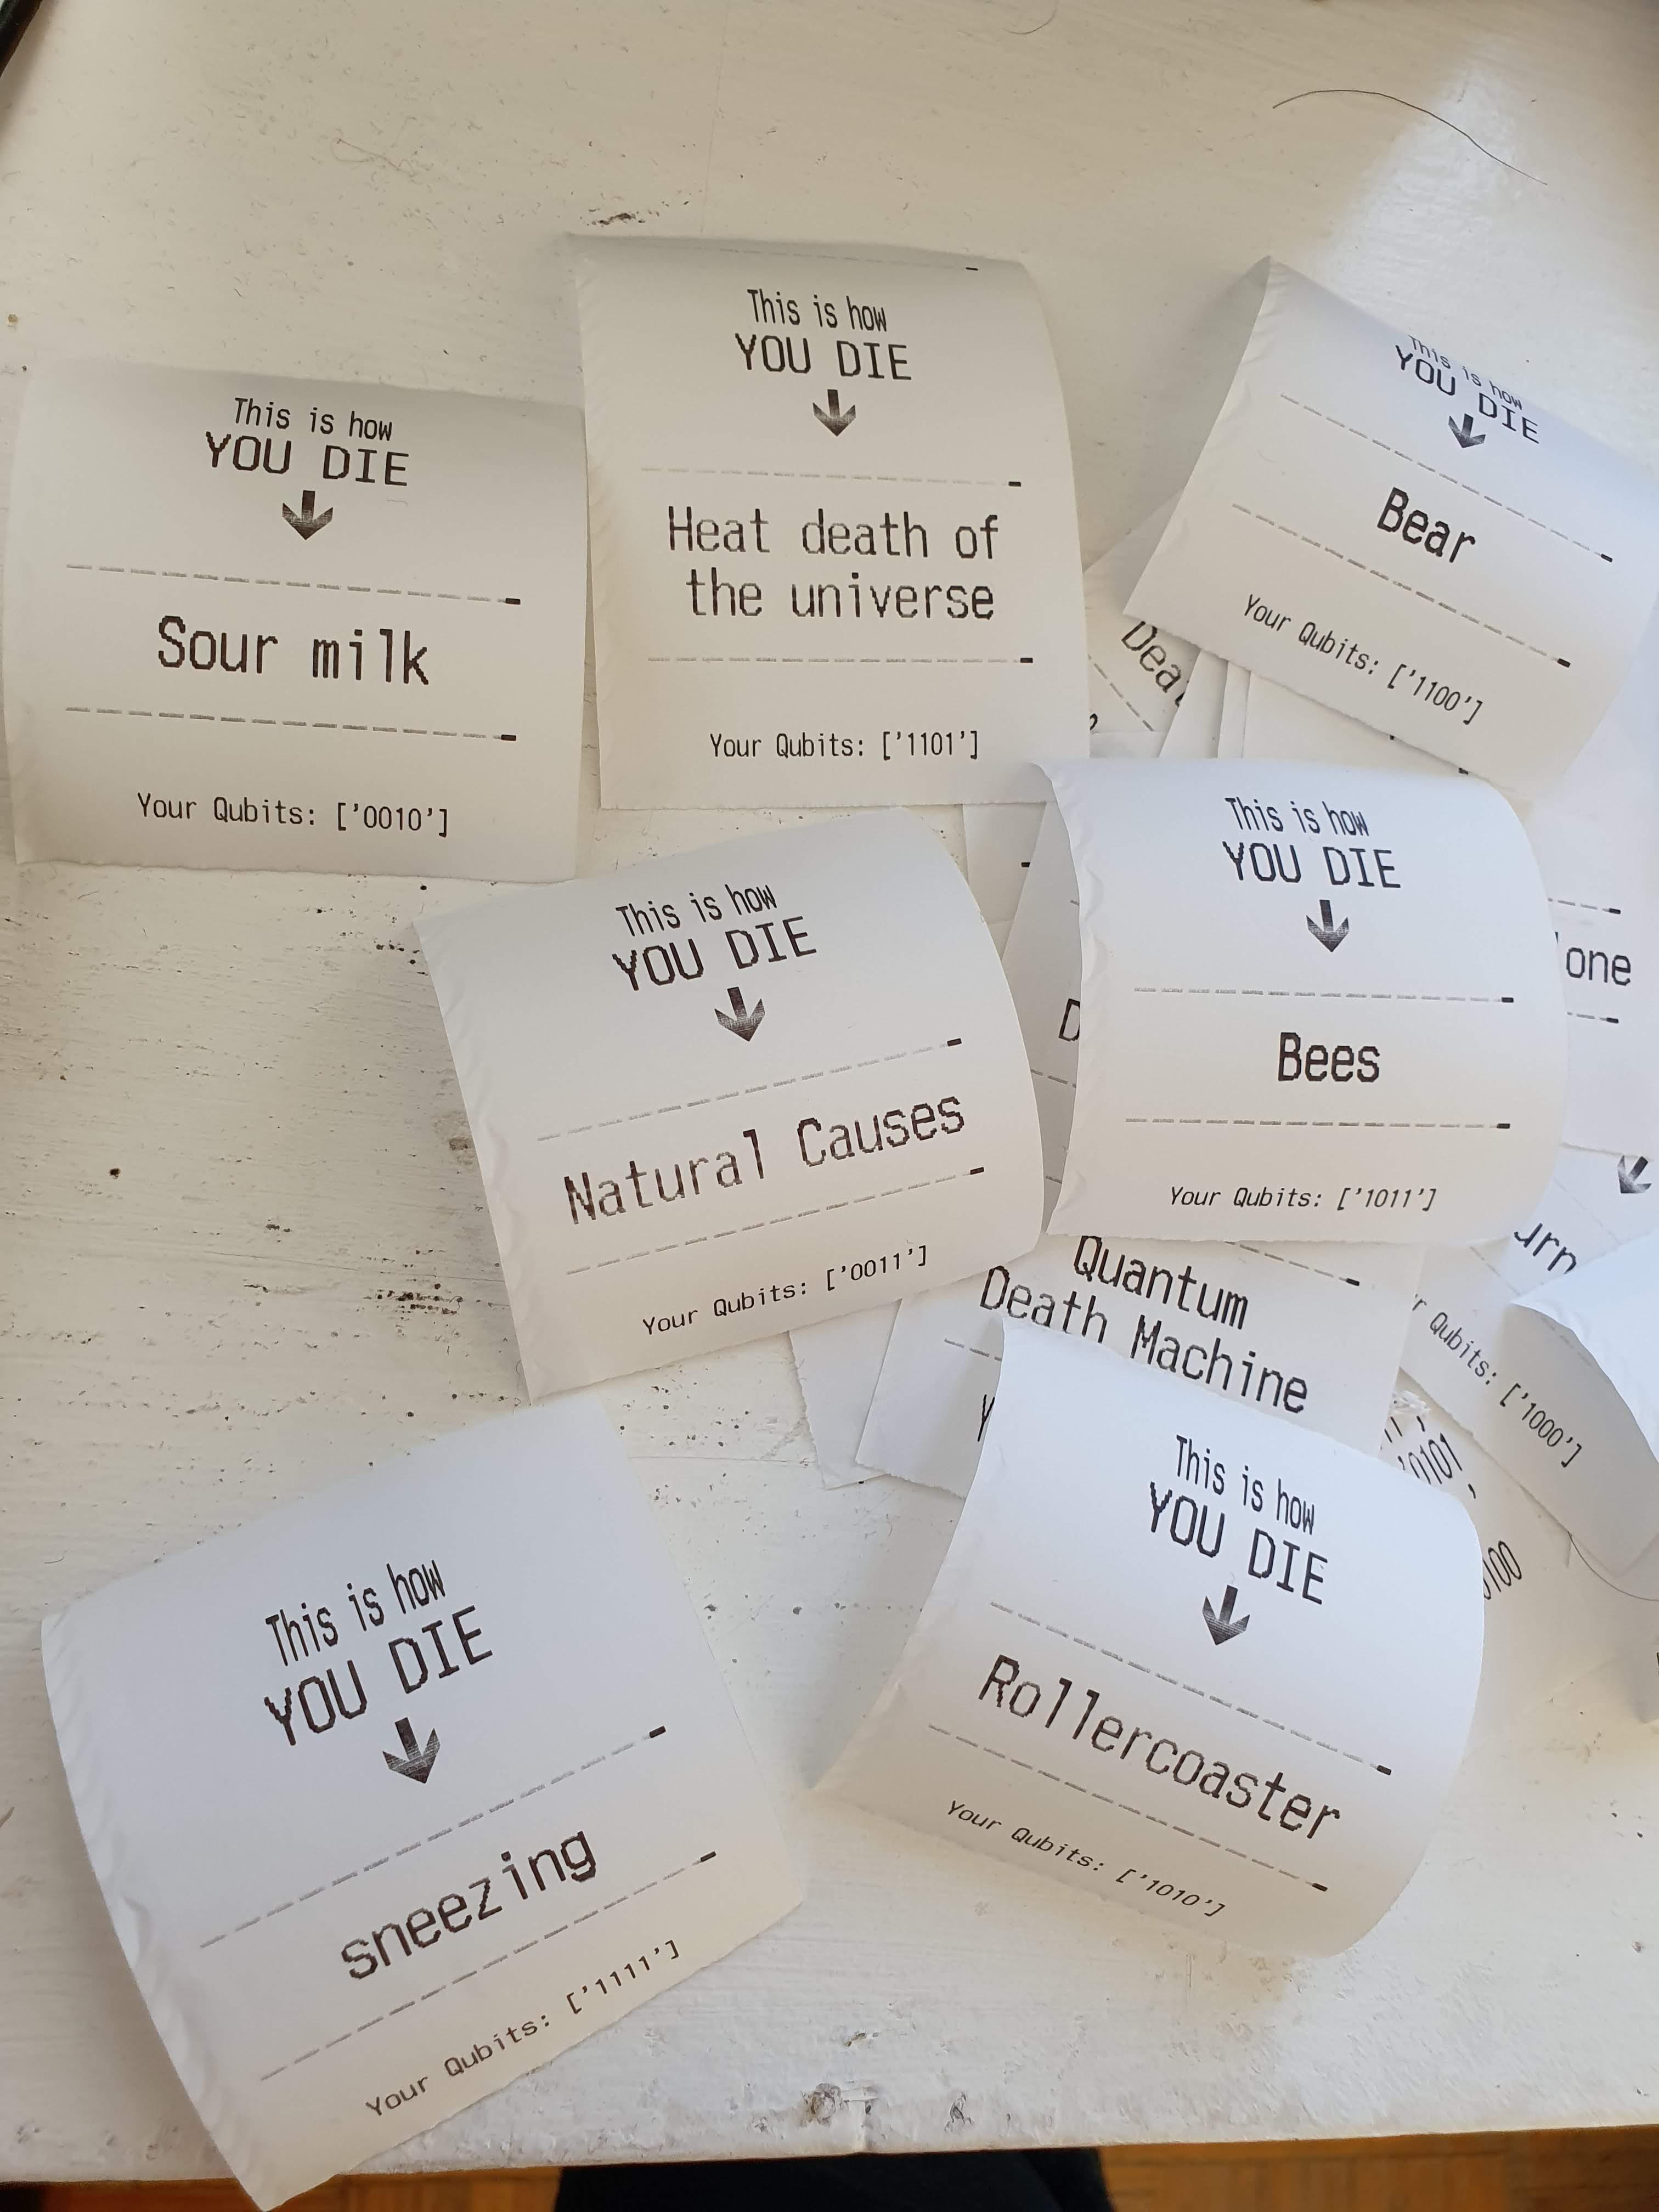 This is how
YOU DIE
Sour milk
Your Qubits: ['0010']
This is how
YOU DIE
Heat death of
the universe
Your Qubits: ['1101']
This is how
YOU DIE
Bear
Your Qubits: ['1100']
This is how
YOU DIE
Natural Causes
Your Qubits: ['0011']
This is how
YOU DIE
Bees
Your Qubits: ['1011']
Quantum
Death Machine
Qubits: ['1000']
This is how
YOU DIE
sneezing
Your Qubits: ['1111']
This is how
YOU DIE
Rollercoaster
Your Qubits: ['1010']